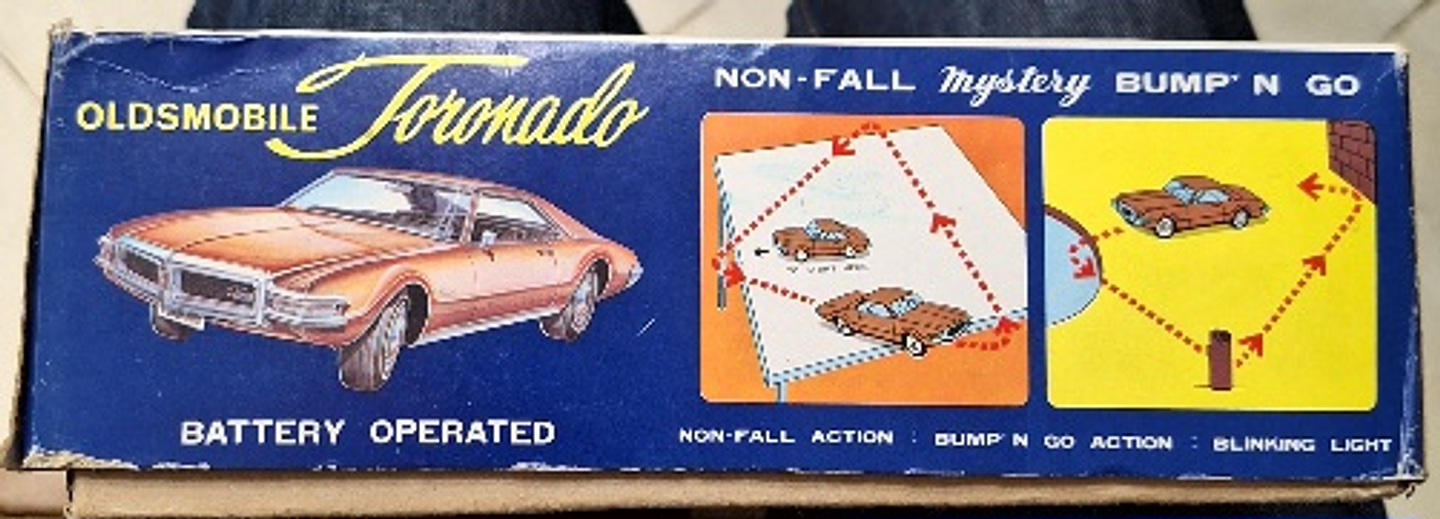 OLDSMOBILE Toronado
BATTERY OPERATED
NON-FALL mystery BUMP' N GO
NON-FALL ACTION : BUMP' N GO ACTION : BLINKING LIGHT